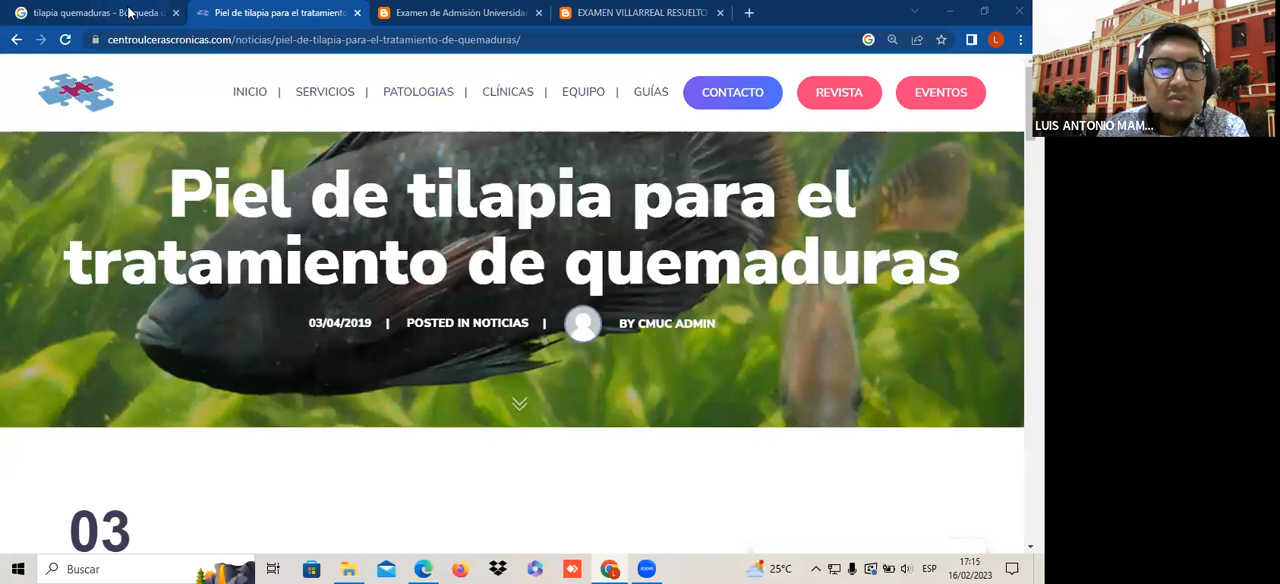 tilapia quemaduras - Búsqueda
Piel de tilapia para el tratamiento
Examen de Admisión Universidad
EXAMEN VILLARREAL RESUELTO
centroulcerascronicas.com/noticias/piel-de-tilapia-para-el-tratamiento-de-quemaduras/
L
INICIO | SERVICIOS | PATOLOGIAS | CLÍNICAS | EQUIPO | GUÍAS CONTACTO REVISTA EVENTOS
LUIS ANTONIO MAM...
Piel de tilapia para el
tratamiento de quemaduras
03/04/2019 | POSTED IN NOTICIAS | BY CMUC ADMIN
03
Buscar
zoom
25°C
ESP
17:15
16/02/2023